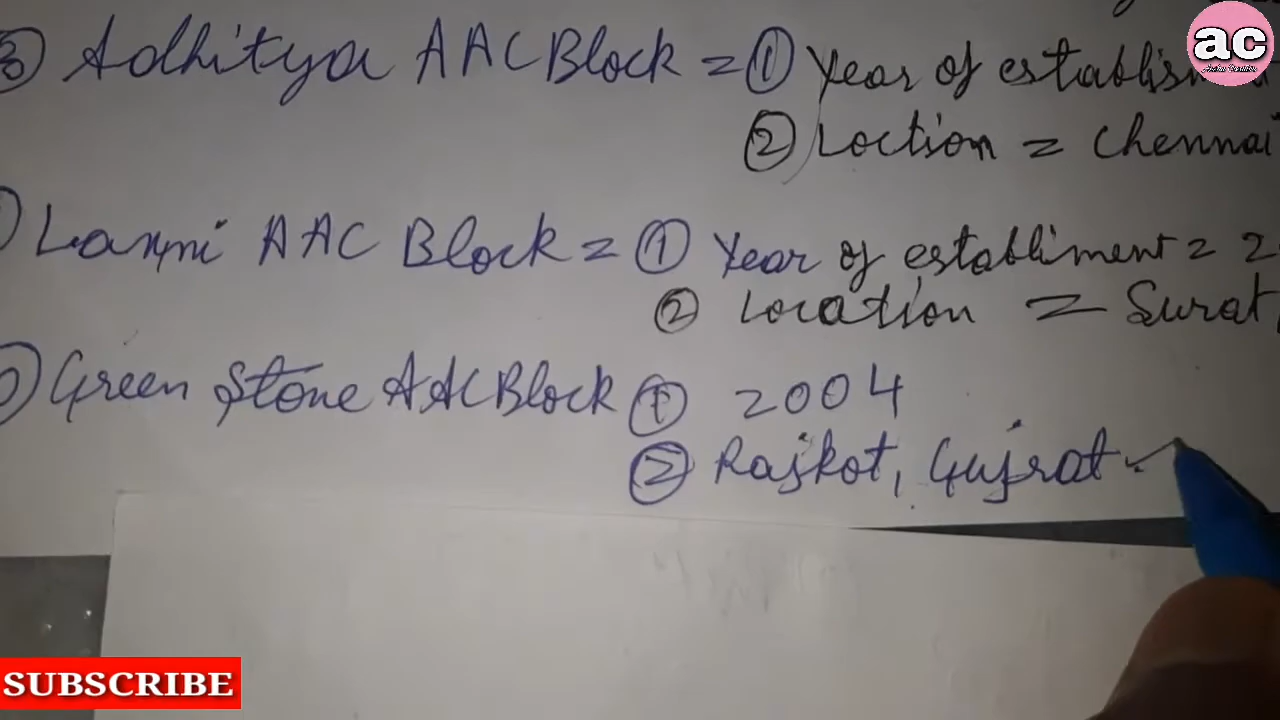 ac
③ Adhitya AAC Block = ① Year of establis
② Loction = Chennai
Laxmi AAC Block = ① Year of establiment = 2
② Location = Surat,
Green Stone AAC Block ① 2004
② Rajkot, Gujrat
SUBSCRIBE